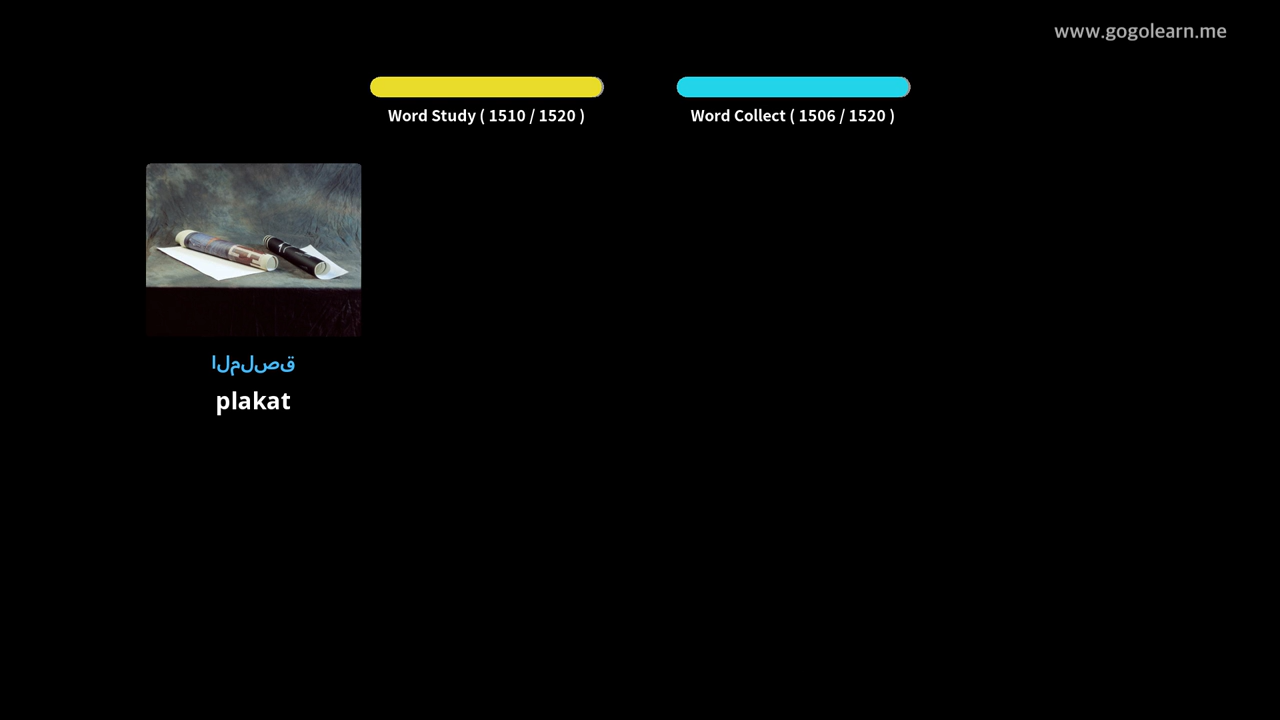 www.gogolearn.me
Word Study ( 1510 / 1520 )
Word Collect ( 1506 / 1520 )
الملصق
plakat